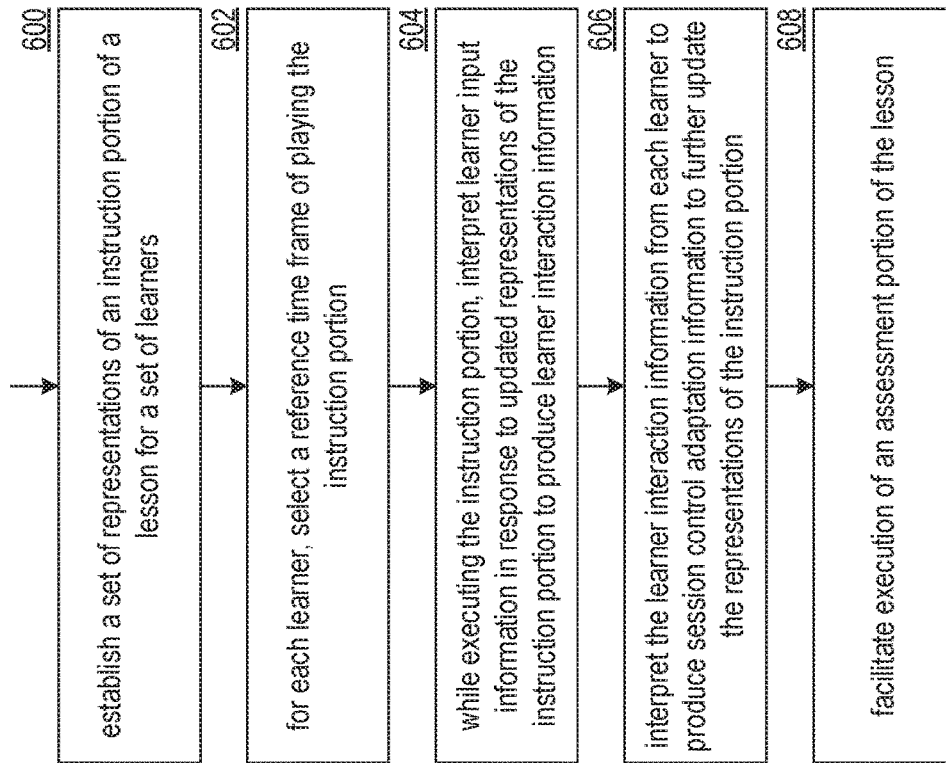 600
establish a set of representations of an instruction portion of a
lesson for a set of learners
602
for each learner, select a reference time frame of playing the
instruction portion
604
while executing the instruction portion, interpret learner input
information in response to updated representations of the
instruction portion to produce learner interaction information
606
interpret the learner interaction information from each learner to
produce session control adaptation information to further update
the representations of the instruction portion
608
facilitate execution of an assessment portion of the lesson